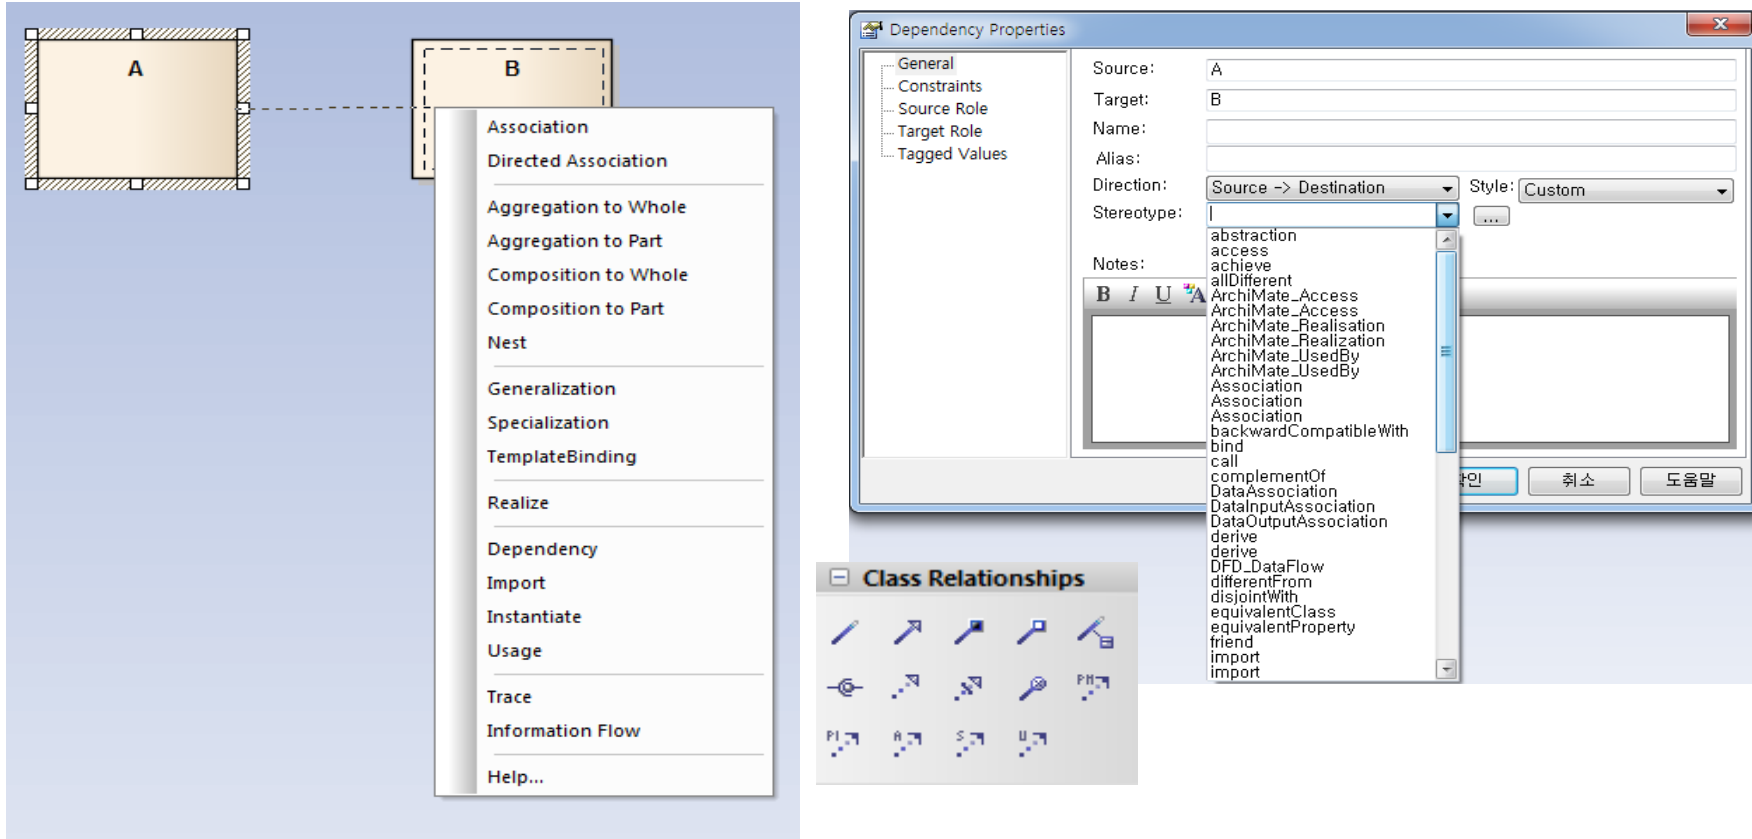 A
B
Association
Directed Association
Aggregation to Whole
Aggregation to Part
Composition to Whole
Composition to Part
Nest
Generalization
Specialization
TemplateBinding
Realize
Dependency
Import
Instantiate
Usage
Trace
Information Flow
Help...
Dependency Properties
General
Constraints
Source Role
Target Role
Tagged Values
Source: A
Target: B
Name:
Alias:
Direction: Source -> Destination Style: Custom
Stereotype: ...
Notes:
B I U A
abstraction
access
achieve
allDifferent
ArchiMate_Access
ArchiMate_Access
ArchiMate_Realisation
ArchiMate_Realization
ArchiMate_UsedBy
ArchiMate_UsedBy
Association
Association
Association
backwardCompatibleWith
bind
call
complementOf
DataAssociation
DataInputAssociation
DataOutputAssociation
derive
derive
DFD_DataFlow
differentFrom
disjointWith
equivalentClass
equivalentProperty
friend
import
import
취소 도움말
Class Relationships
PM
PI A S U